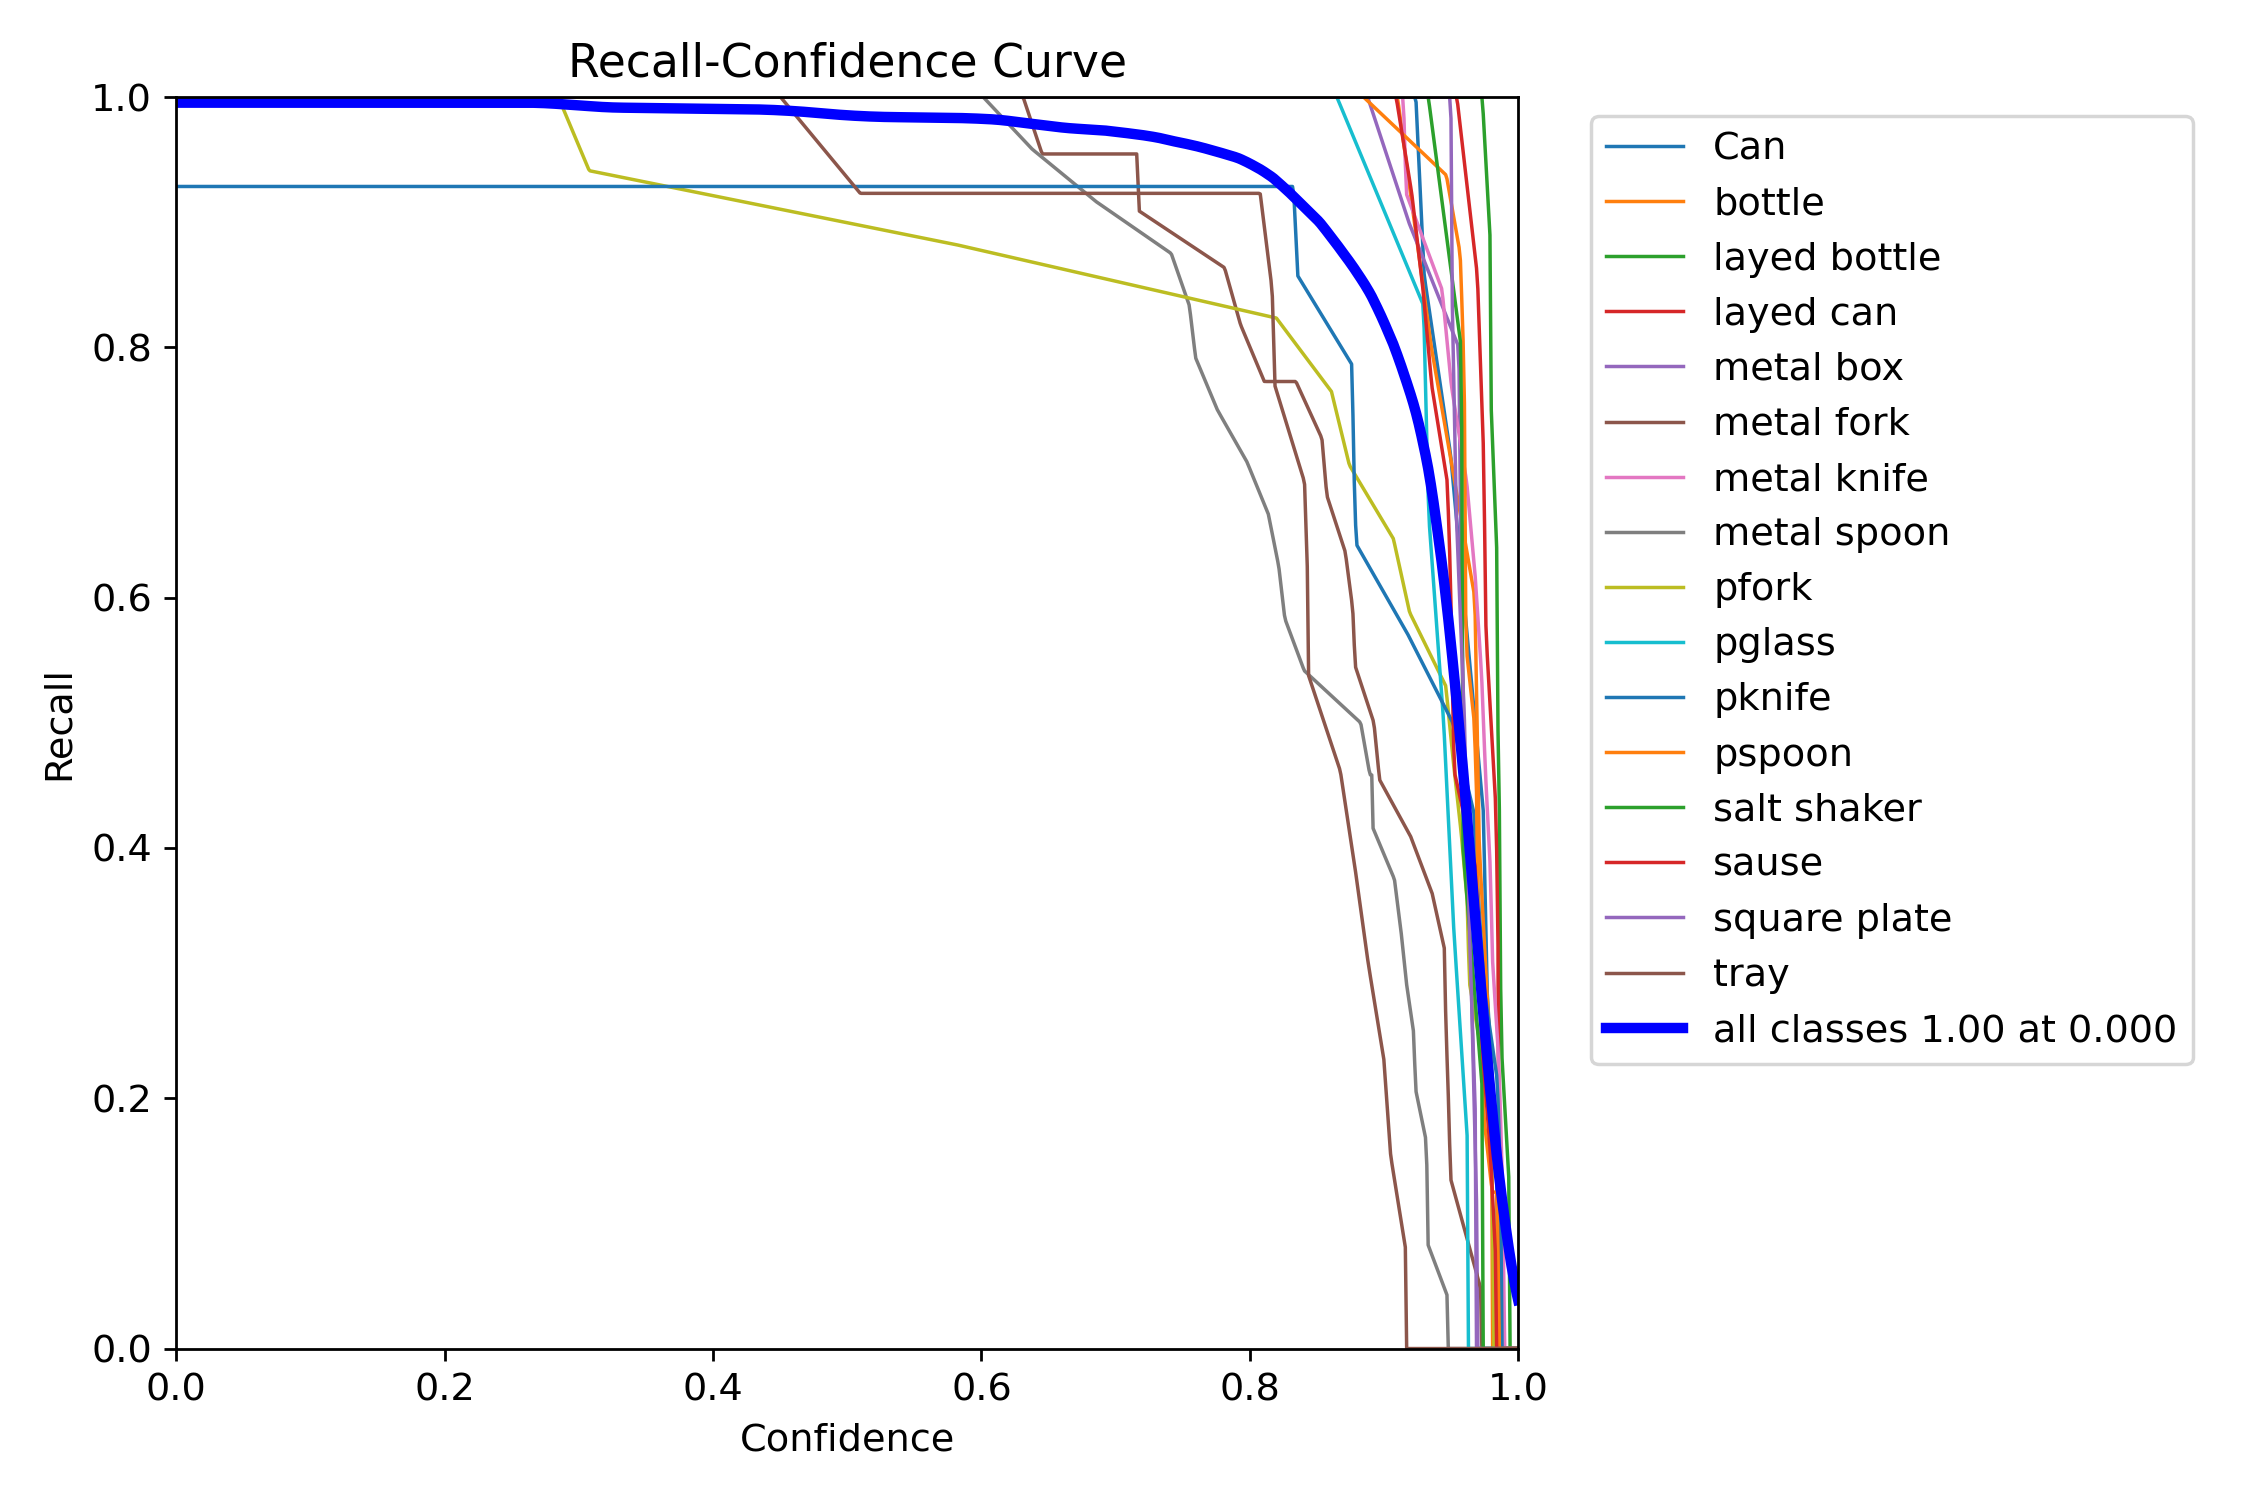 Recall-Confidence Curve
1.0
0.8
0.6
0.4
0.2
0.0
Recall
0.0 0.2 0.4 0.6 0.8 1.0
Confidence
Can
bottle
layed bottle
layed can
metal box
metal fork
metal knife
metal spoon
pfork
pglass
pknife
pspoon
salt shaker
sause
square plate
tray
all classes 1.00 at 0.000